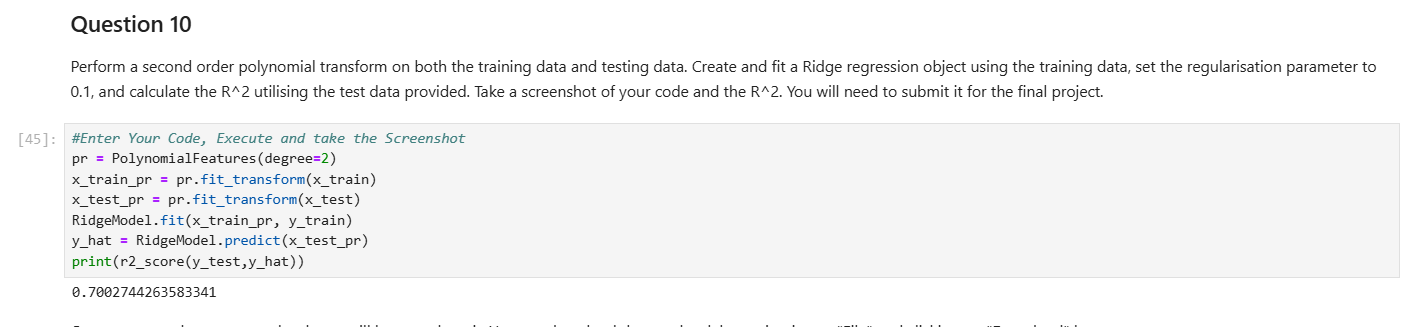 Question 10
Perform a second order polynomial transform on both the training data and testing data. Create and fit a Ridge regression object using the training data, set the regularisation parameter to
0.1, and calculate the R^2 utilising the test data provided. Take a screenshot of your code and the R^2. You will need to submit it for the final project.
[45]: #Enter Your Code, Execute and take the Screenshot
pr = PolynomialFeatures(degree=2)
x_train_pr = pr.fit_transform(x_train)
x_test_pr = pr.fit_transform(x_test)
RidgeModel.fit(x_train_pr, y_train)
y_hat = RidgeModel.predict(x_test_pr)
print(r2_score(y_test,y_hat))
0.7002744263583341